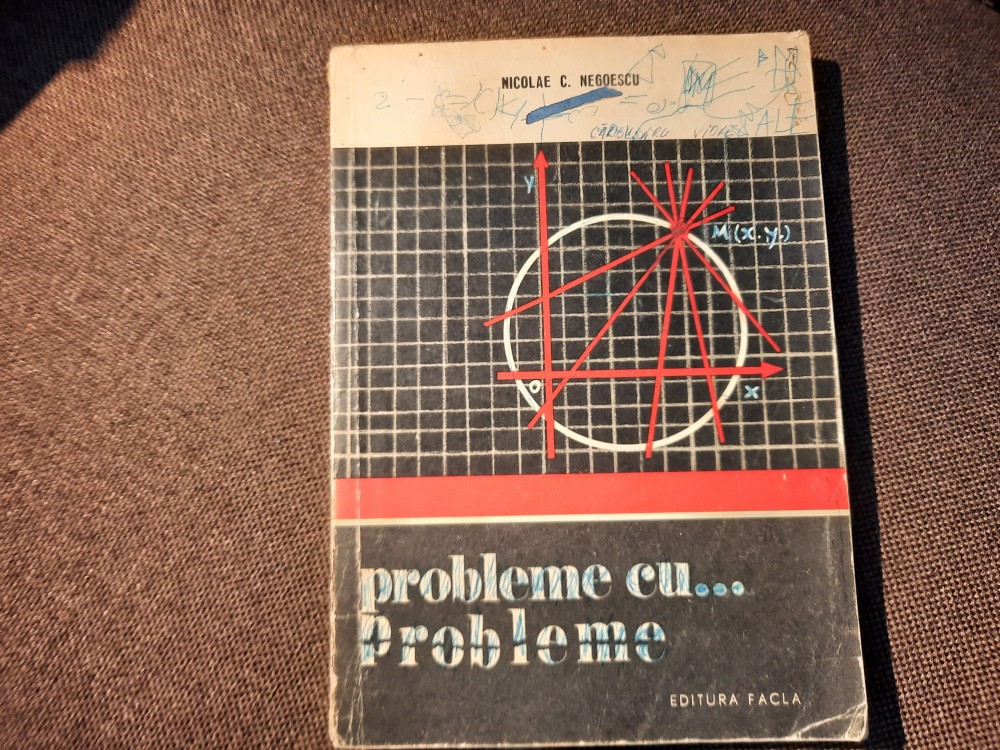 NICOLAE C. NEGOESCU
y
M(x.y.)
O
x
probleme cu...
Probleme
EDITURA FACLA